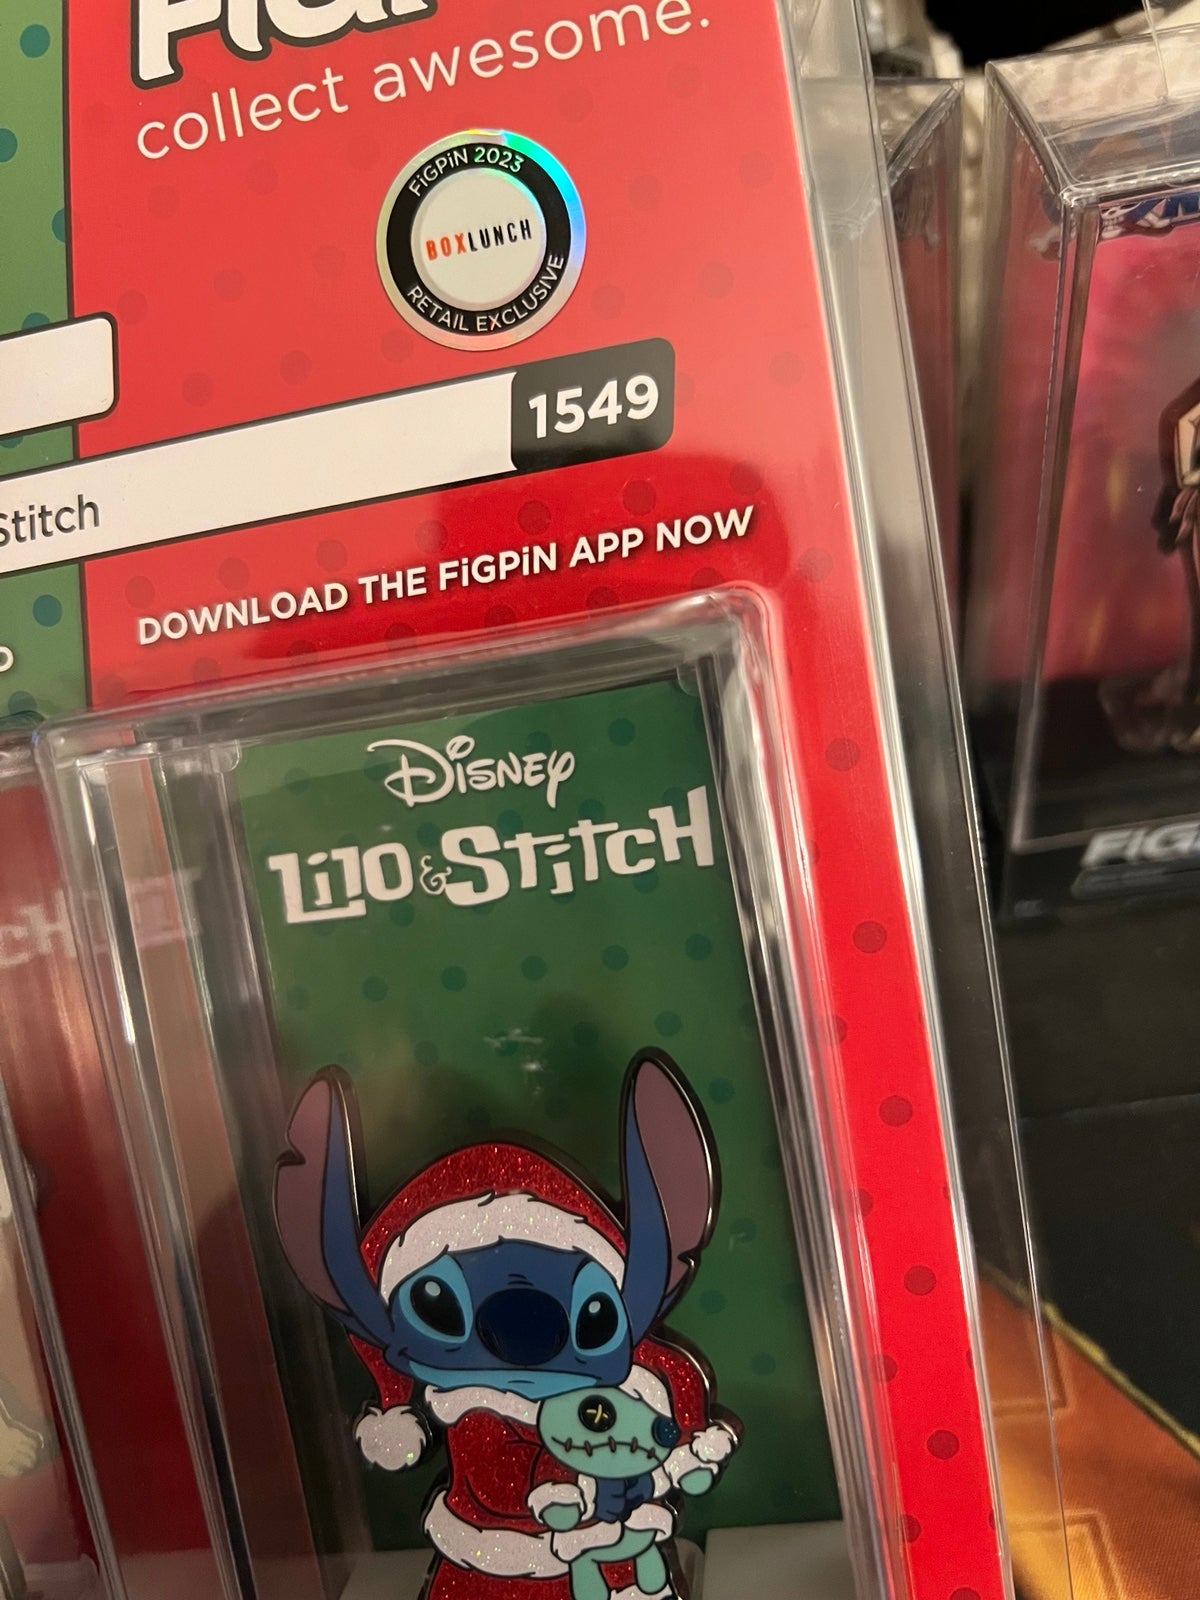 collect awesome.
FiGPiN 2023
BOXLUNCH
RETAIL EXCLUSIVE
1549
Stitch
DOWNLOAD THE FiGPiN APP NOW
Disney
Lilo & Stitch